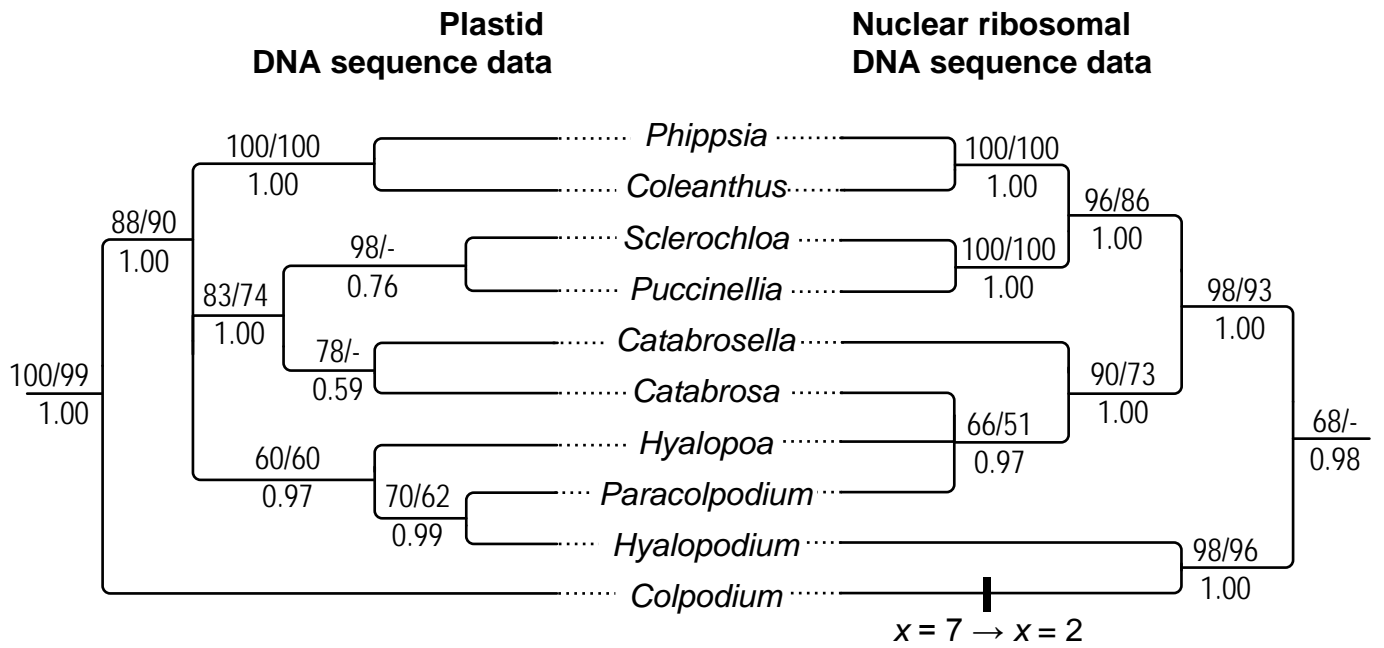 Plastid
DNA sequence data
Nuclear ribosomal
DNA sequence data
100/100
1.00
88/90
1.00
98/-
0.76
83/74
1.00
78/-
0.59
100/99
1.00
60/60
0.97
70/62
0.99
Phippsia
Coleanthus
Sclerochloa
Puccinellia
Catabrosella
Catabrosa
Hyalopoa
Paracolpodium
Hyalopodium
Colpodium
100/100
1.00
96/86
1.00
100/100
1.00
98/93
1.00
90/73
1.00
66/51
0.97
68/-
0.98
98/96
1.00
x = 7 → x = 2